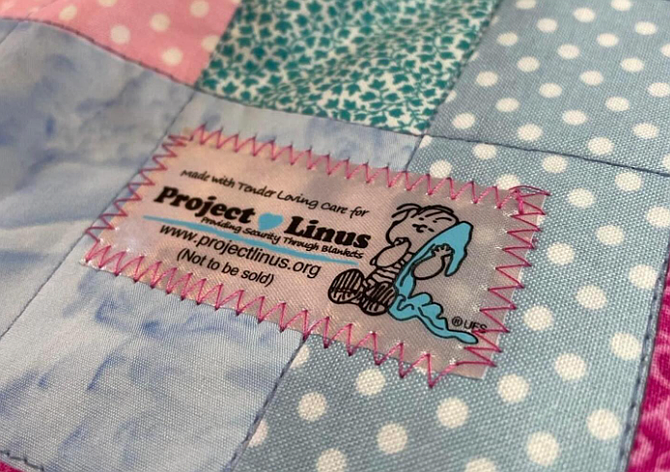 made with Tender Loving Care for
Project Linus
Providing Security Through Blankets
www.projectlinus.org
(Not to be sold)
® UFS